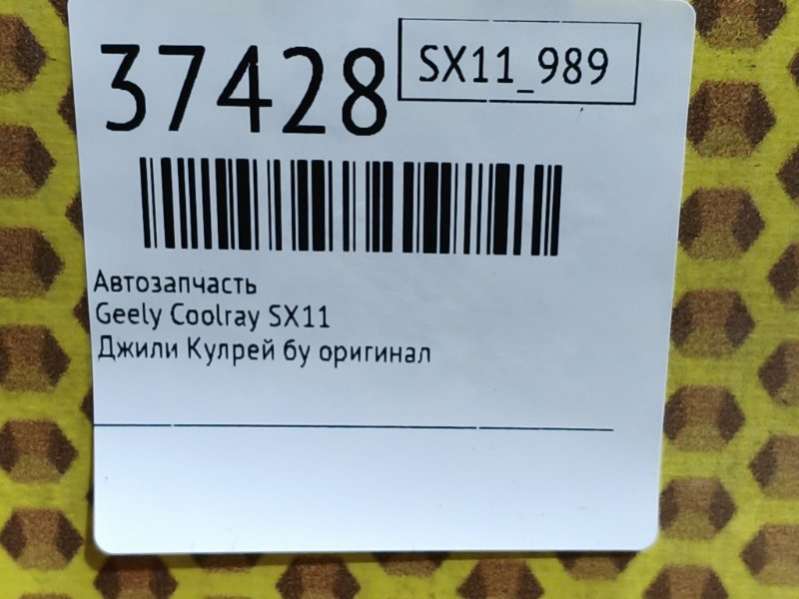 37428
SX11_989
Автозапчасть
Geely Coolray SX11
Джили Кулрей бу оригинал